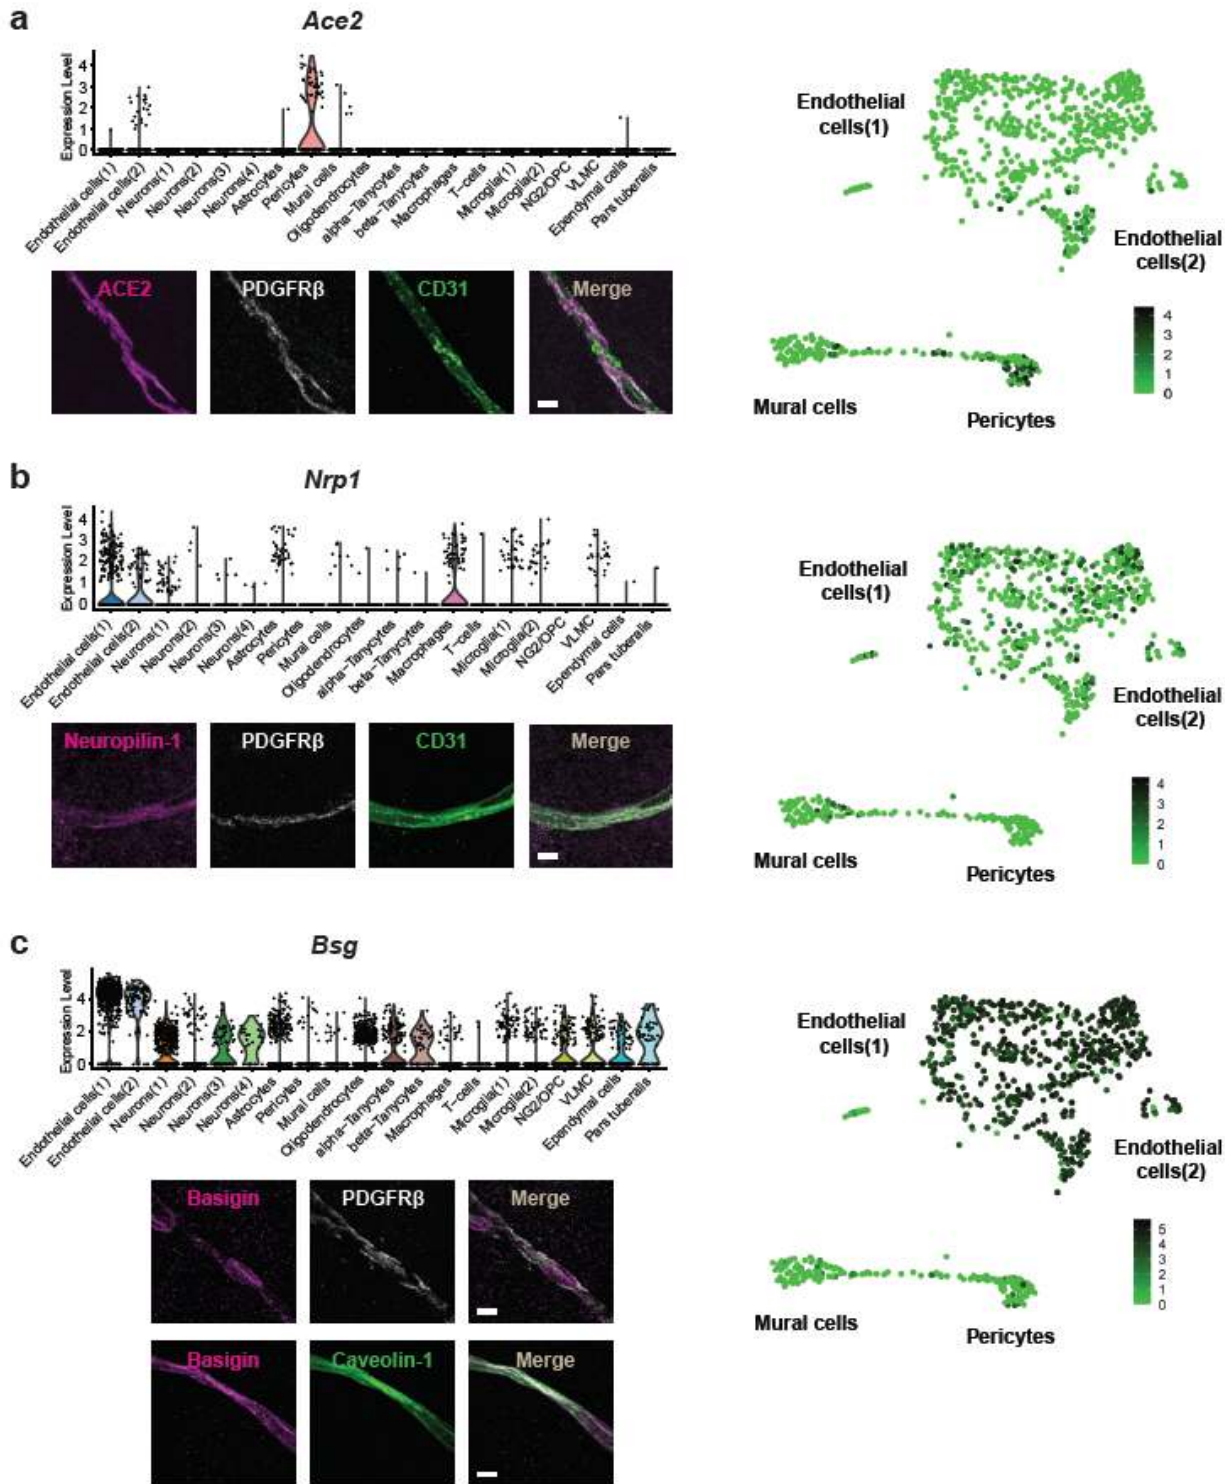 a
Ace2
Expression Level
4
3
2
1
0
Endothelial cells(1)
Endothelial cells(2)
Neurons(1)
Neurons(2)
Neurons(3)
Neurons(4)
Astrocytes
Pericytes
Mural cells
Oligodendrocytes
alpha-Tanycytes
beta-Tanycytes
Macrophages
T-cells
Microglia(1)
Microglia(2)
NG2/OPC
VLMC
Ependymal cells
Pars tuberalis
ACE2
PDGFRβ
CD31
Merge
Endothelial
cells(1)
Endothelial
cells(2)
4
3
2
1
0
Mural cells
Pericytes
b
Nrp1
Expression Level
4
3
2
1
0
Endothelial cells(1)
Endothelial cells(2)
Neurons(1)
Neurons(2)
Neurons(3)
Neurons(4)
Astrocytes
Pericytes
Mural cells
Oligodendrocytes
alpha-Tanycytes
beta-Tanycytes
Macrophages
T-cells
Microglia(1)
Microglia(2)
NG2/OPC
VLMC
Ependymal cells
Pars tuberalis
Neuropilin-1
PDGFRβ
CD31
Merge
Endothelial
cells(1)
Endothelial
cells(2)
4
3
2
1
0
Mural cells
Pericytes
c
Bsg
Expression Level
4
2
0
Endothelial cells(1)
Endothelial cells(2)
Neurons(1)
Neurons(2)
Neurons(3)
Neurons(4)
Astrocytes
Pericytes
Mural cells
Oligodendrocytes
alpha-Tanycytes
beta-Tanycytes
Macrophages
T-cells
Microglia(1)
Microglia(2)
NG2/OPC
VLMC
Ependymal cells
Pars tuberalis
Basigin
PDGFRβ
Merge
Basigin
Caveolin-1
Merge
Endothelial
cells(1)
Endothelial
cells(2)
5
4
3
2
1
0
Mural cells
Pericytes